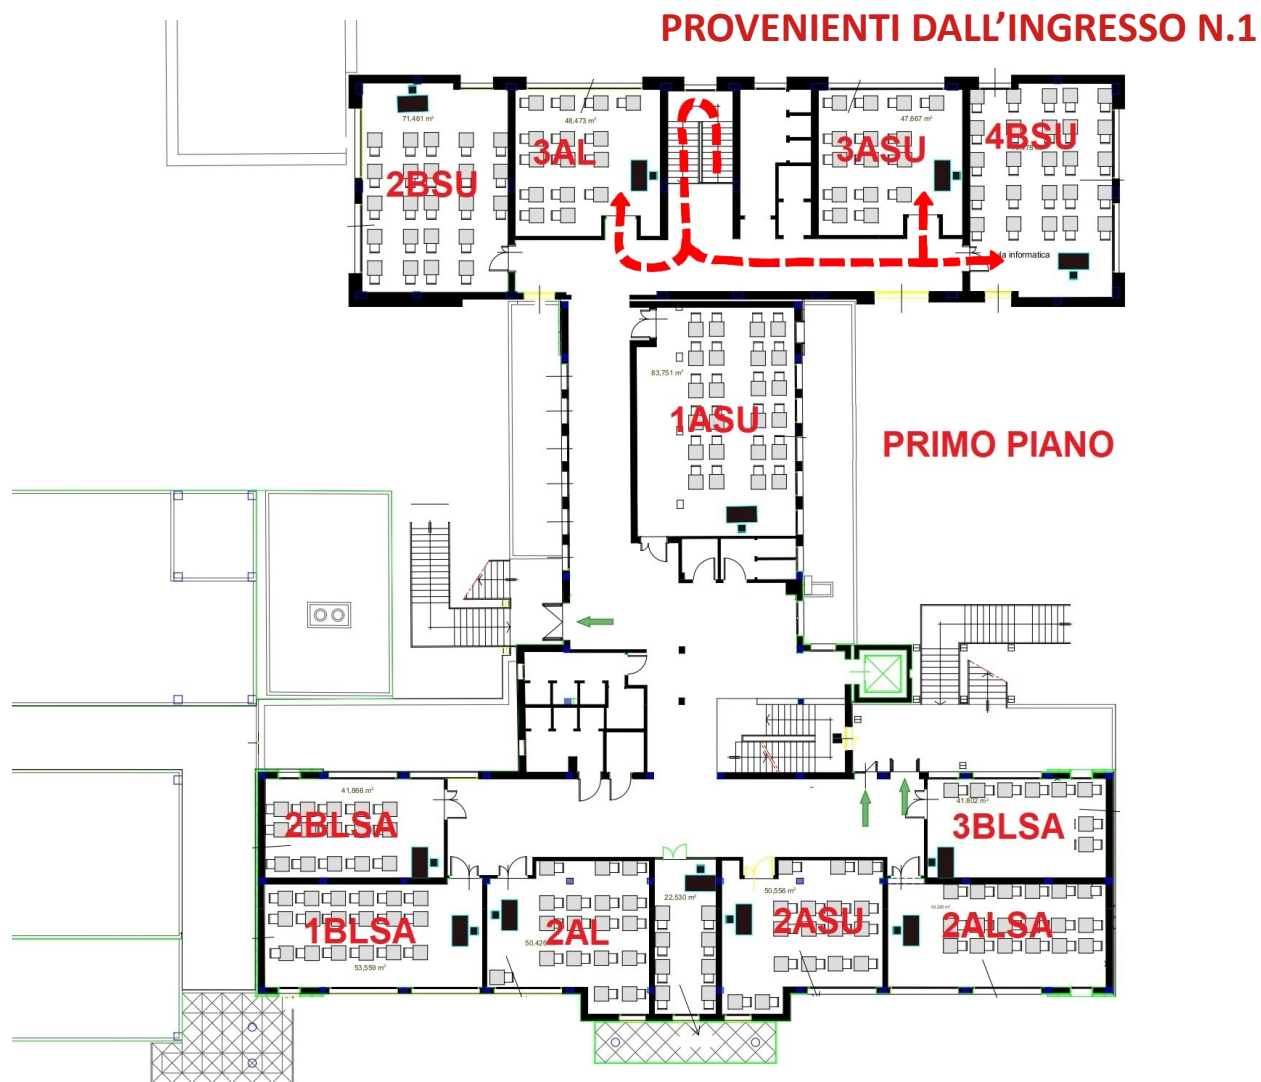 PROVENIENTI DALL'INGRESSO N.1
71,461 m²
48,473 m²
47,667 m²
2BSU
3AL
3ASU
4BSU
la informatica
83,751 m²
1ASU
PRIMO PIANO
41,866 m²
2BLSA
41.802 m²
3BLSA
22,530 m²
50,556 m²
1BLSA
53,559 m²
2AL
50,426
2ASU
2ALSA